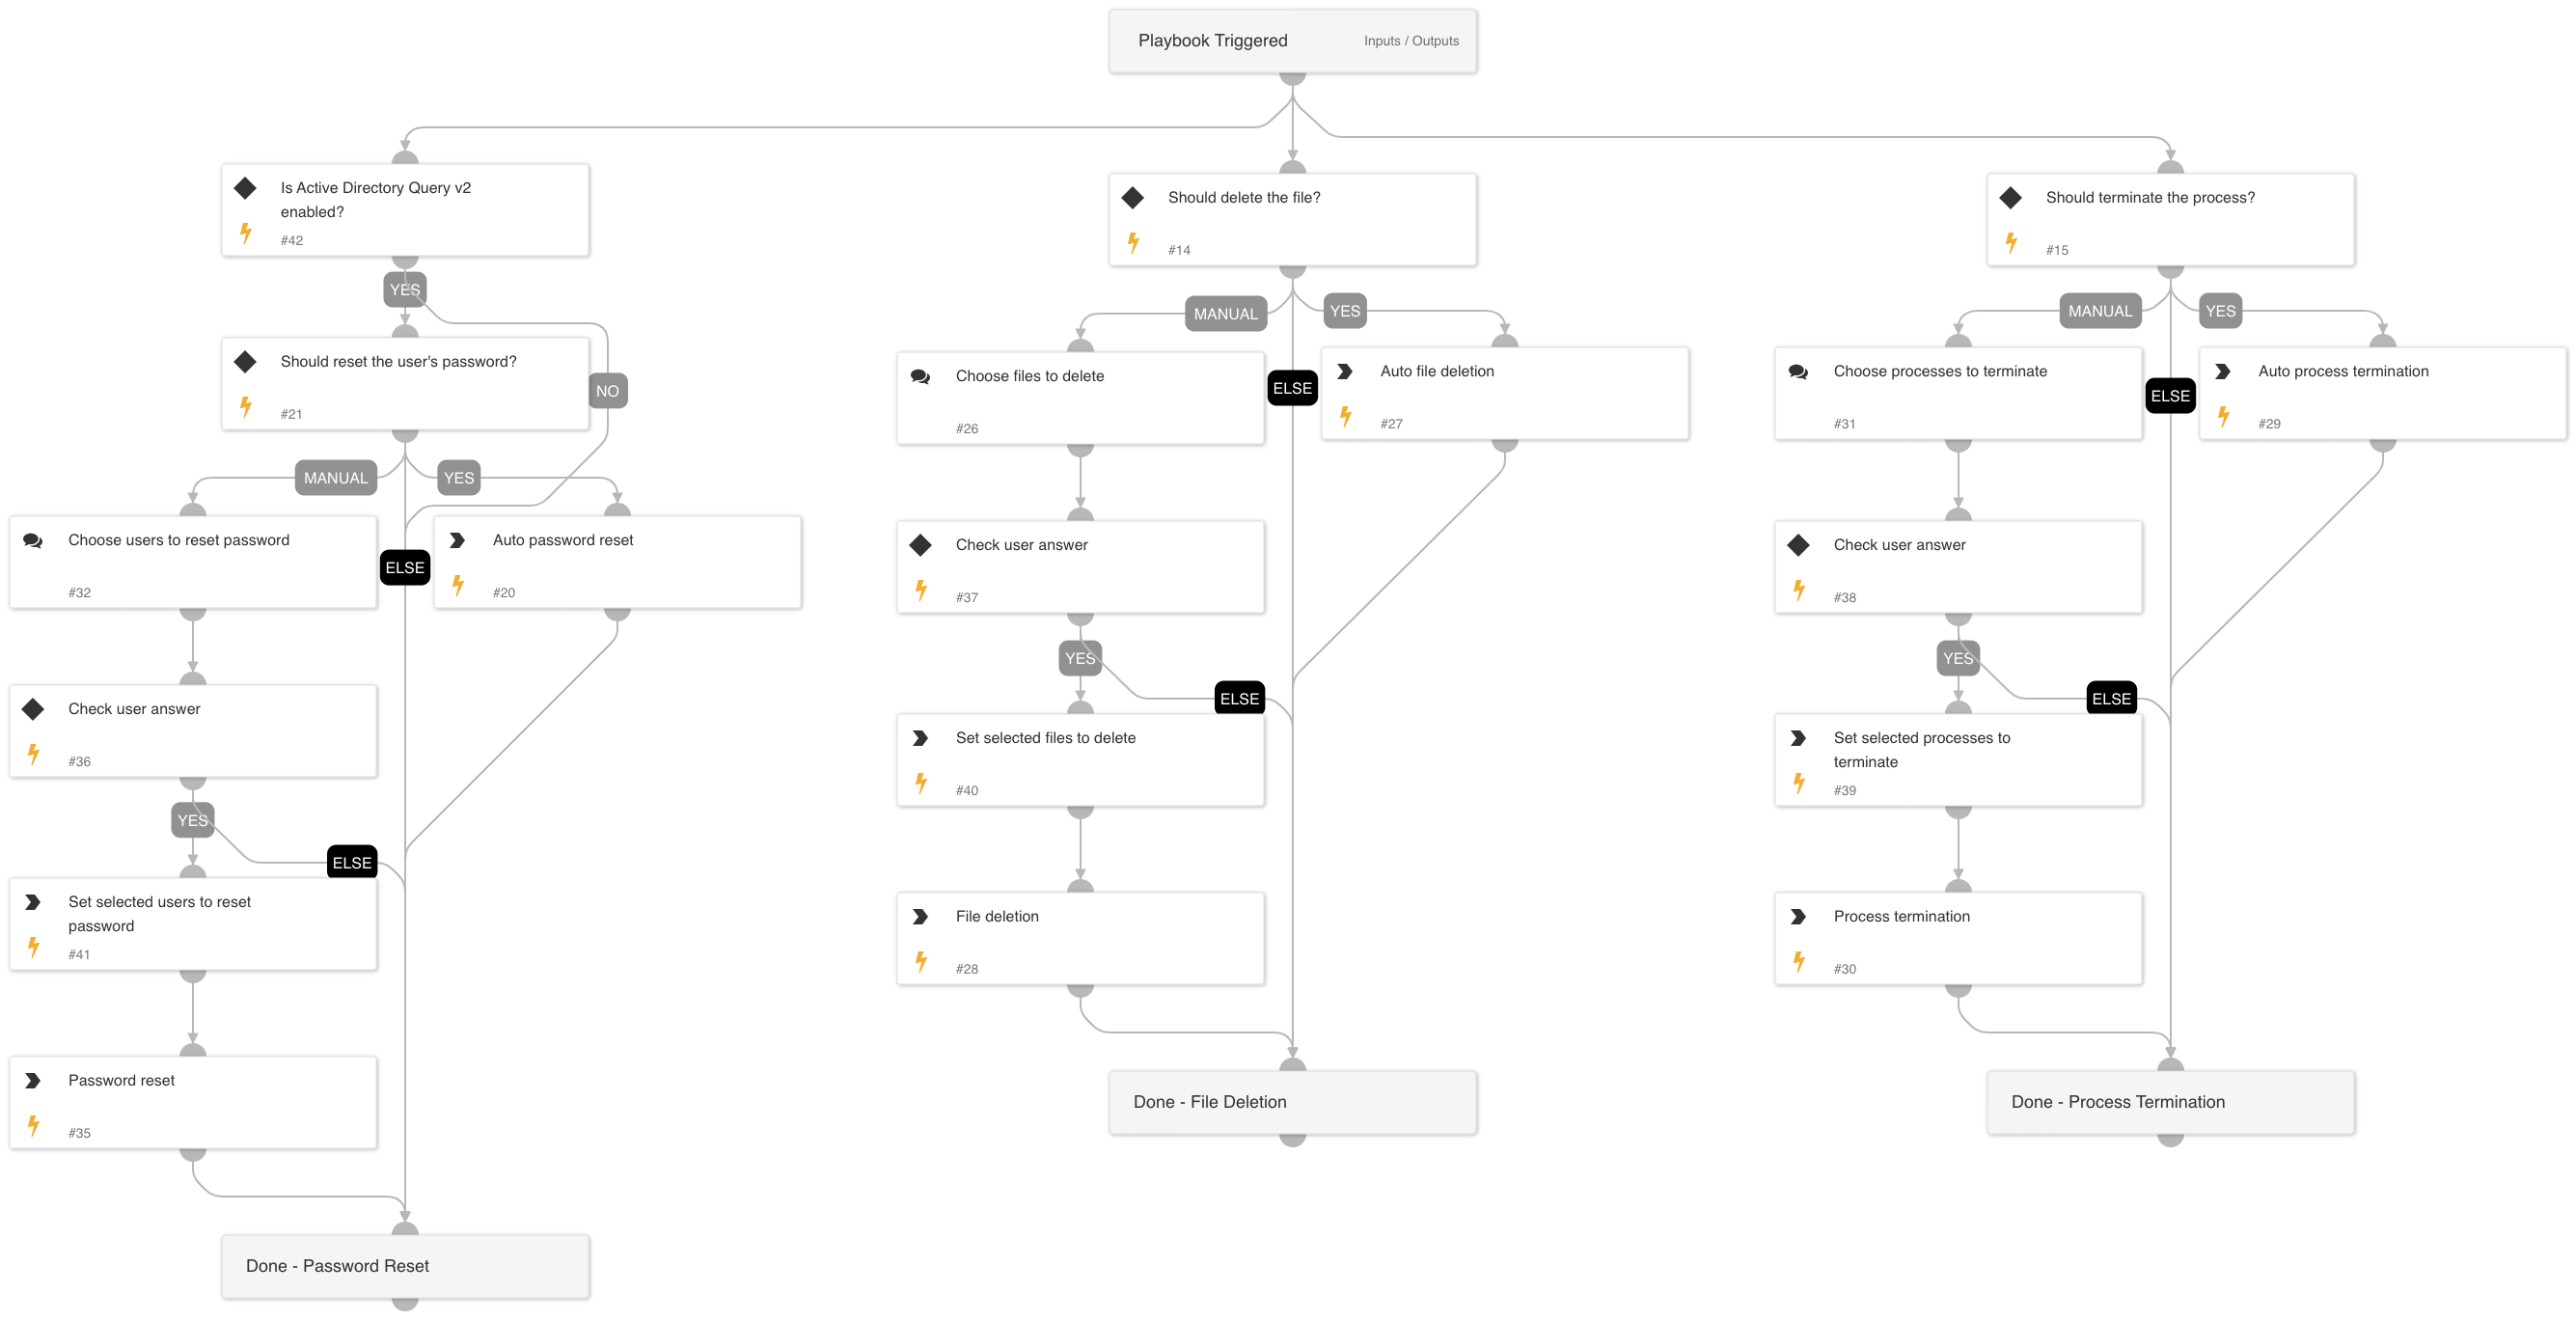 Playbook Triggered
Inputs / Outputs
Is Active Directory Query v2
enabled?
#42
YES
NO
Should reset the user's password?
#21
MANUAL
YES
ELSE
Choose users to reset password
#32
Auto password reset
#20
Check user answer
#36
YES
ELSE
Set selected users to reset
password
#41
Password reset
#35
Done - Password Reset
Should delete the file?
#14
MANUAL
YES
ELSE
Choose files to delete
#26
Auto file deletion
#27
Check user answer
#37
YES
ELSE
Set selected files to delete
#40
File deletion
#28
Done - File Deletion
Should terminate the process?
#15
MANUAL
YES
ELSE
Choose processes to terminate
#31
Auto process termination
#29
Check user answer
#38
YES
ELSE
Set selected processes to
terminate
#39
Process termination
#30
Done - Process Termination